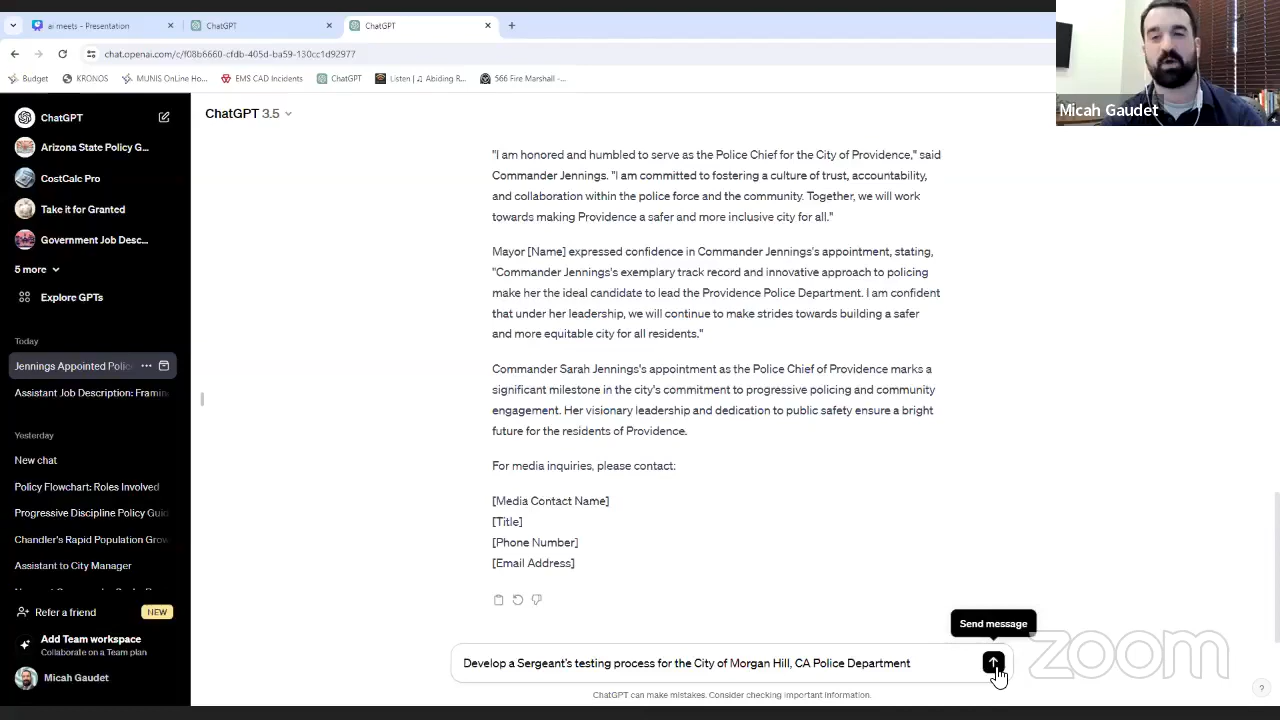 ai meets - Presentation
ChatGPT
ChatGPT
chat.openai.com/c/f08b6660-cfdb-405d-ba59-130cc1d92977
Budget
KRONOS
MUNIS OnLine Ho...
EMS CAD Incidents
ChatGPT
Listen | ♫ Abiding R...
566 Fire Marshall -...
Micah Gaudet
ChatGPT
Arizona State Policy G...
CostCalc Pro
Take it for Granted
Government Job Desc...
5 more
Explore GPTs
Today
Jennings Appointed Polic
Assistant Job Description: Framin
Yesterday
New chat
Policy Flowchart: Roles Involved
Progressive Discipline Policy Guid
Chandler's Rapid Population Grow
Assistant to City Manager
Refer a friend
NEW
Add Team workspace
Collaborate on a Team plan
Micah Gaudet
ChatGPT 3.5
"I am honored and humbled to serve as the Police Chief for the City of Providence," said
Commander Jennings. "I am committed to fostering a culture of trust, accountability,
and collaboration within the police force and the community. Together, we will work
towards making Providence a safer and more inclusive city for all."
Mayor [Name] expressed confidence in Commander Jennings's appointment, stating,
"Commander Jennings's exemplary track record and innovative approach to policing
make her the ideal candidate to lead the Providence Police Department. I am confident
that under her leadership, we will continue to make strides towards building a safer
and more equitable city for all residents."
Commander Sarah Jennings's appointment as the Police Chief of Providence marks a
significant milestone in the city's commitment to progressive policing and community
engagement. Her visionary leadership and dedication to public safety ensure a bright
future for the residents of Providence.
For media inquiries, please contact:
[Media Contact Name]
[Title]
[Phone Number]
[Email Address]
Send message
Develop a Sergeant's testing process for the City of Morgan Hill, CA Police Department
ChatGPT can make mistakes. Consider checking important information.
zoom
?